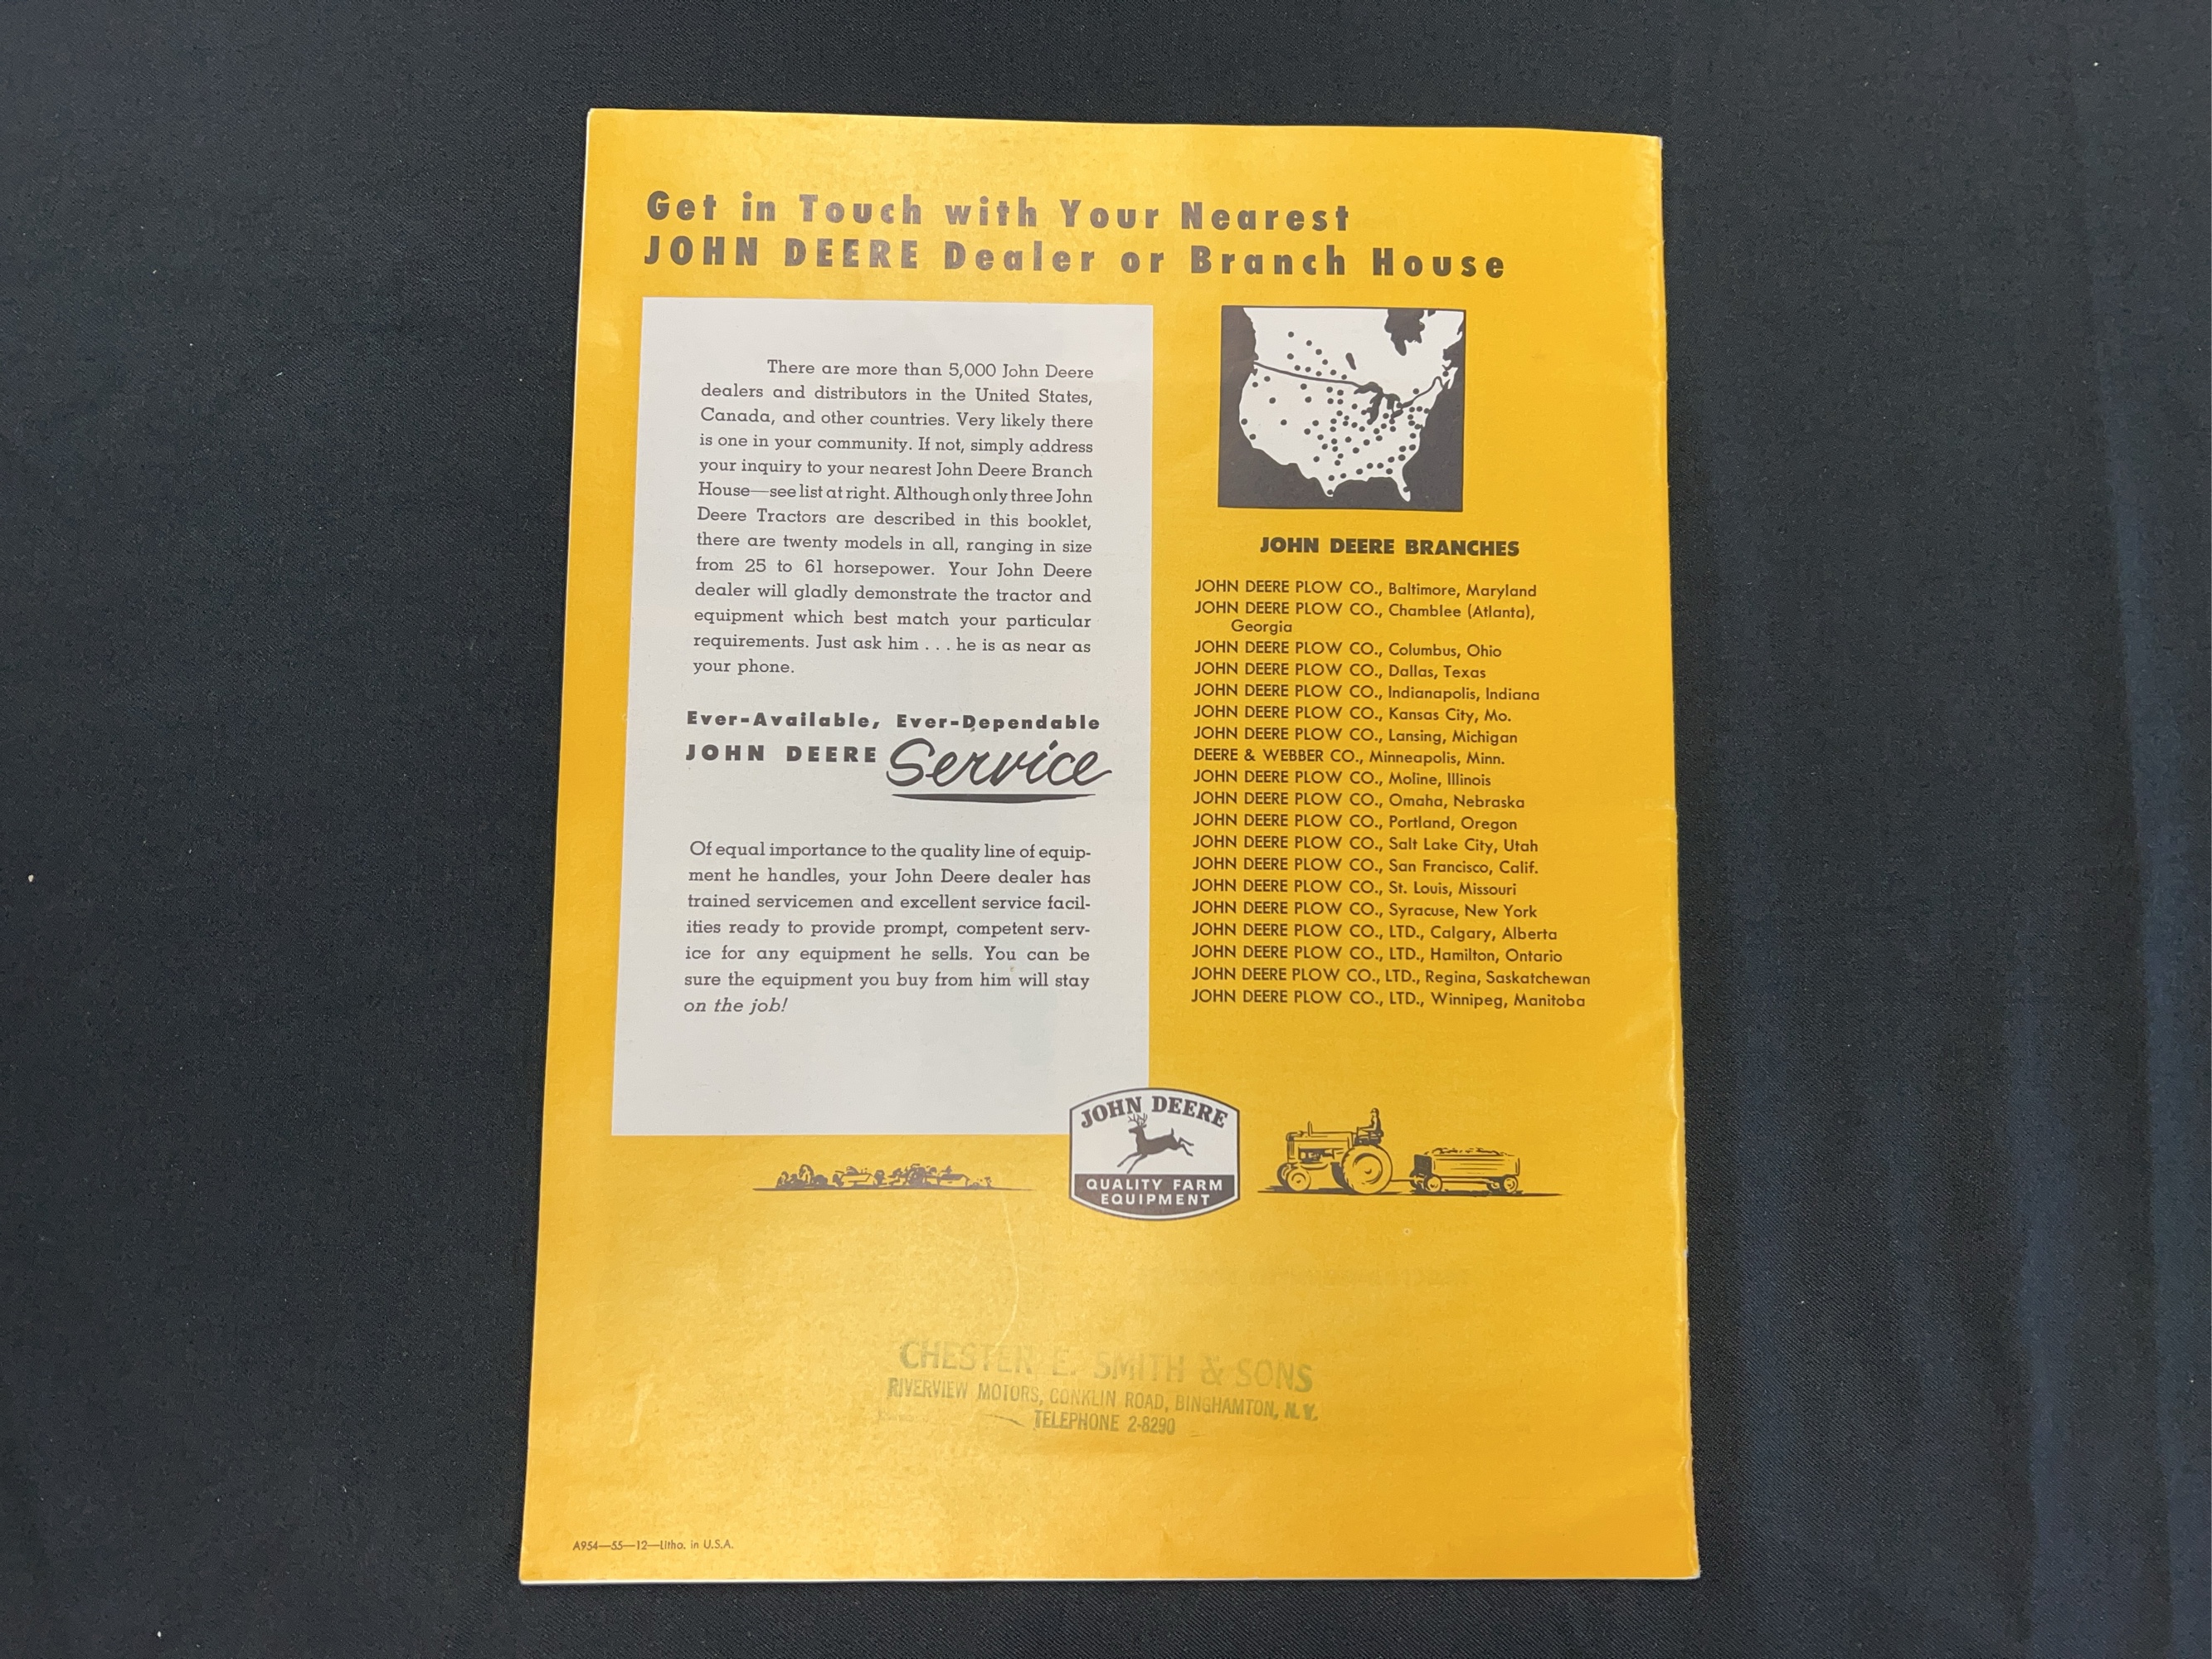 Get in Touch with Your Nearest
JOHN DEERE Dealer or Branch House
There are more than 5,000 John Deere
dealers and distributors in the United States,
Canada, and other countries. Very likely there
is one in your community. If not, simply address
your inquiry to your nearest John Deere Branch
House—see list at right. Although only three John
Deere Tractors are described in this booklet,
there are twenty models in all, ranging in size
from 25 to 61 horsepower. Your John Deere
dealer will gladly demonstrate the tractor and
equipment which best match your particular
requirements. Just ask him . . . he is as near as
your phone.
Ever-Available, Ever-Dependable
JOHN DEERE Service
Of equal importance to the quality line of equip-
ment he handles, your John Deere dealer has
trained servicemen and excellent service facil-
ities ready to provide prompt, competent serv-
ice for any equipment he sells. You can be
sure the equipment you buy from him will stay
on the job!
JOHN DEERE BRANCHES
JOHN DEERE PLOW CO., Baltimore, Maryland
JOHN DEERE PLOW CO., Chamblee (Atlanta),
Georgia
JOHN DEERE PLOW CO., Columbus, Ohio
JOHN DEERE PLOW CO., Dallas, Texas
JOHN DEERE PLOW CO., Indianapolis, Indiana
JOHN DEERE PLOW CO., Kansas City, Mo.
JOHN DEERE PLOW CO., Lansing, Michigan
DEERE & WEBBER CO., Minneapolis, Minn.
JOHN DEERE PLOW CO., Moline, Illinois
JOHN DEERE PLOW CO., Omaha, Nebraska
JOHN DEERE PLOW CO., Portland, Oregon
JOHN DEERE PLOW CO., Salt Lake City, Utah
JOHN DEERE PLOW CO., San Francisco, Calif.
JOHN DEERE PLOW CO., St. Louis, Missouri
JOHN DEERE PLOW CO., Syracuse, New York
JOHN DEERE PLOW CO., LTD., Calgary, Alberta
JOHN DEERE PLOW CO., LTD., Hamilton, Ontario
JOHN DEERE PLOW CO., LTD., Regina, Saskatchewan
JOHN DEERE PLOW CO., LTD., Winnipeg, Manitoba
JOHN DEERE
QUALITY FARM
EQUIPMENT
CHESTER E. SMITH & SONS
RIVERVIEW MOTORS, CONKLIN ROAD, BINGHAMTON, N.Y.
TELEPHONE 2-8290
A954—55—12—Litho. in U.S.A.